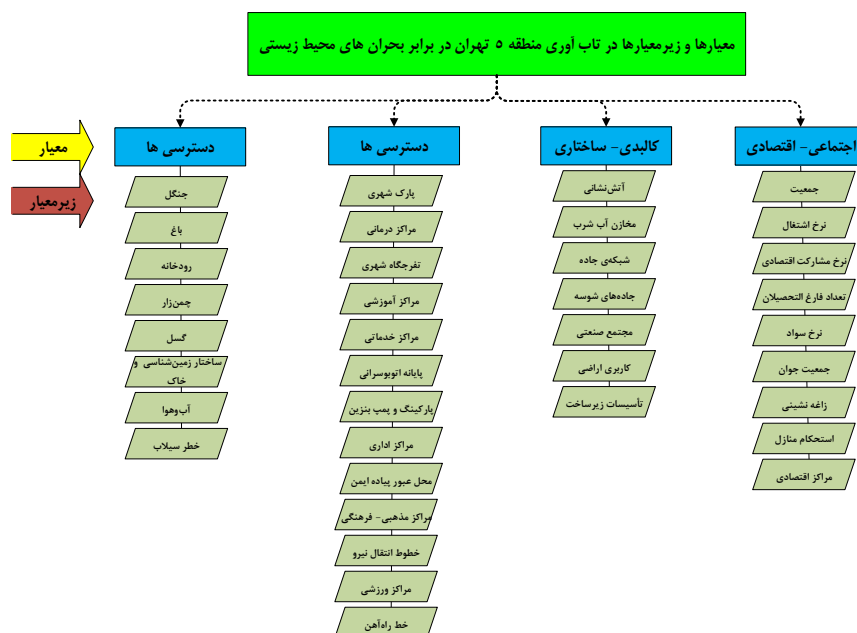 معیارها و زیرمعیارها در تاب آوری منطقه ۵ تهران در برابر بحران های محیط زیستی
معیار
زیرمعیار
اجتماعی- اقتصادی
جمعیت
نرخ اشتغال
نرخ مشارکت اقتصادی
تعداد فارغ التحصیلان
نرخ سواد
جمعیت جوان
زاغه نشینی
استحکام منازل
مراکز اقتصادی
کالبدی- ساختاری
آتش‌نشانی
مخازن آب شرب
شبکه‌ی جاده
جاده‌های شوسه
مجتمع صنعتی
کاربری اراضی
تأسیسات زیرساخت
دسترسی ها
پارک شهری
مراکز درمانی
تفرجگاه شهری
مراکز آموزشی
مراکز خدماتی
پایانه اتوبوسرانی
پارکینگ و پمپ بنزین
مراکز اداری
محل عبور پیاده ایمن
مراکز مذهبی- فرهنگی
خطوط انتقال نیرو
مراکز ورزشی
خط راه‌آهن
دسترسی ها
جنگل
باغ
رودخانه
چمن‌زار
گسل
ساختار زمین‌شناسی و
خاک
آب‌وهوا
خطر سیلاب